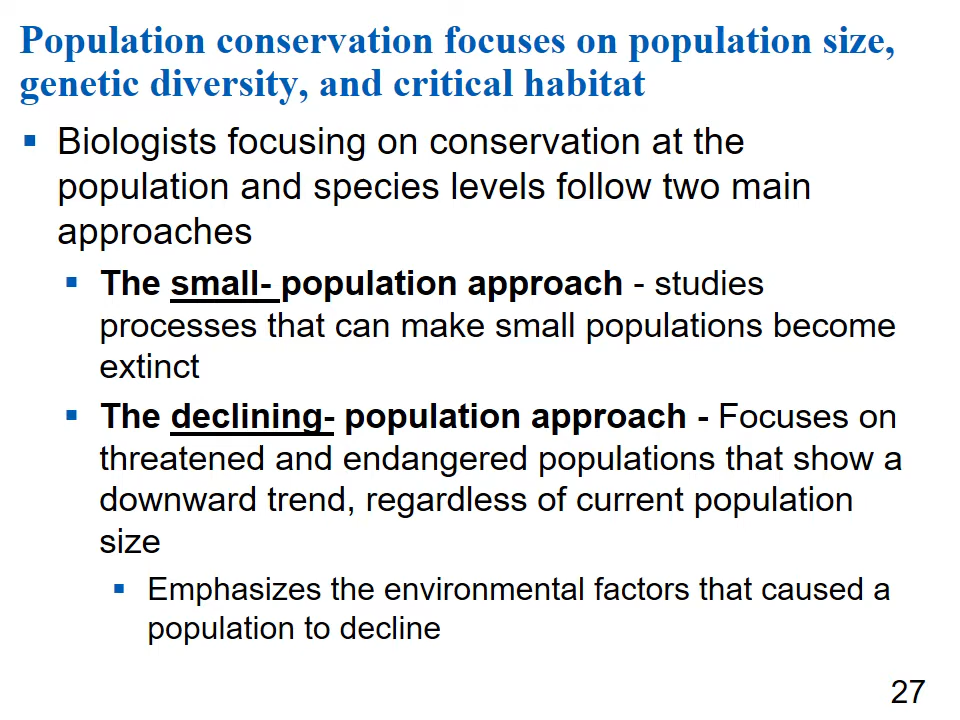 Population conservation focuses on population size,
genetic diversity, and critical habitat
▪ Biologists focusing on conservation at the
population and species levels follow two main
approaches
▪ The small- population approach - studies
processes that can make small populations become
extinct
▪ The declining- population approach - Focuses on
threatened and endangered populations that show a
downward trend, regardless of current population
size
▪ Emphasizes the environmental factors that caused a
population to decline
27